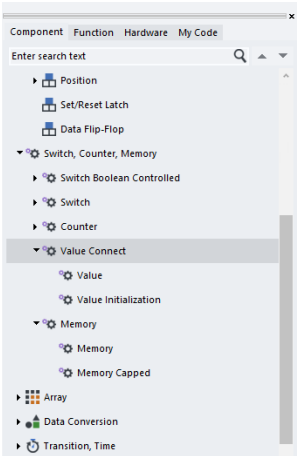 Component Function Hardware My Code
Enter search text
Position
Set/Reset Latch
Data Flip-Flop
Switch, Counter, Memory
Switch Boolean Controlled
Switch
Counter
Value Connect
Value
Value Initialization
Memory
Memory
Memory Capped
Array
Data Conversion
Transition, Time